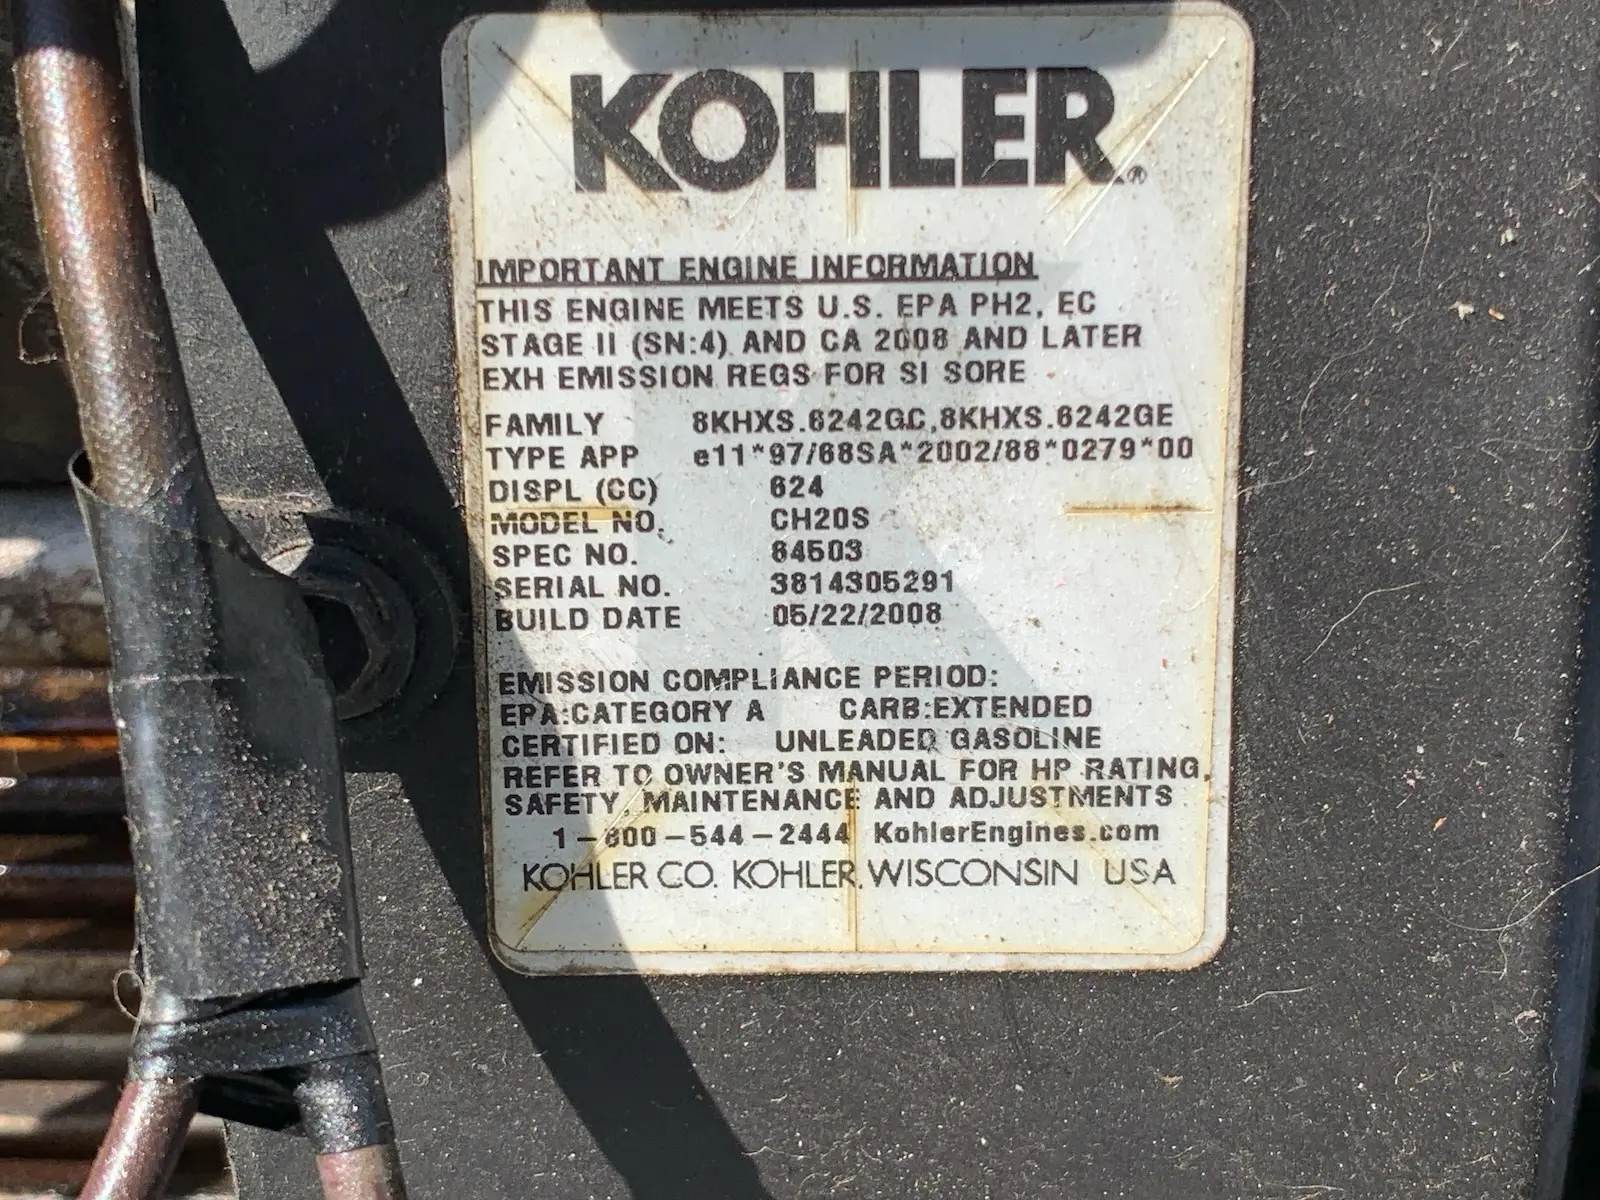 KOHLER®
IMPORTANT ENGINE INFORMATION
THIS ENGINE MEETS U.S. EPA PH2, EC
STAGE II (SN:4) AND CA 2008 AND LATER
EXH EMISSION REGS FOR SI SORE
FAMILY 8KHXS.6242GC,8KHXS.6242GE
TYPE APP e11*97/68SA*2002/88*0279*00
DISPL (CC) 624
MODEL NO. CH20S
SPEC NO. 64503
SERIAL NO. 3814305291
BUILD DATE 05/22/2008
EMISSION COMPLIANCE PERIOD:
EPA:CATEGORY A CARB:EXTENDED
CERTIFIED ON: UNLEADED GASOLINE
REFER TO OWNER'S MANUAL FOR HP RATING,
SAFETY, MAINTENANCE AND ADJUSTMENTS
1-800-544-2444 KohlerEngines.com
KOHLER CO. KOHLER, WISCONSIN USA